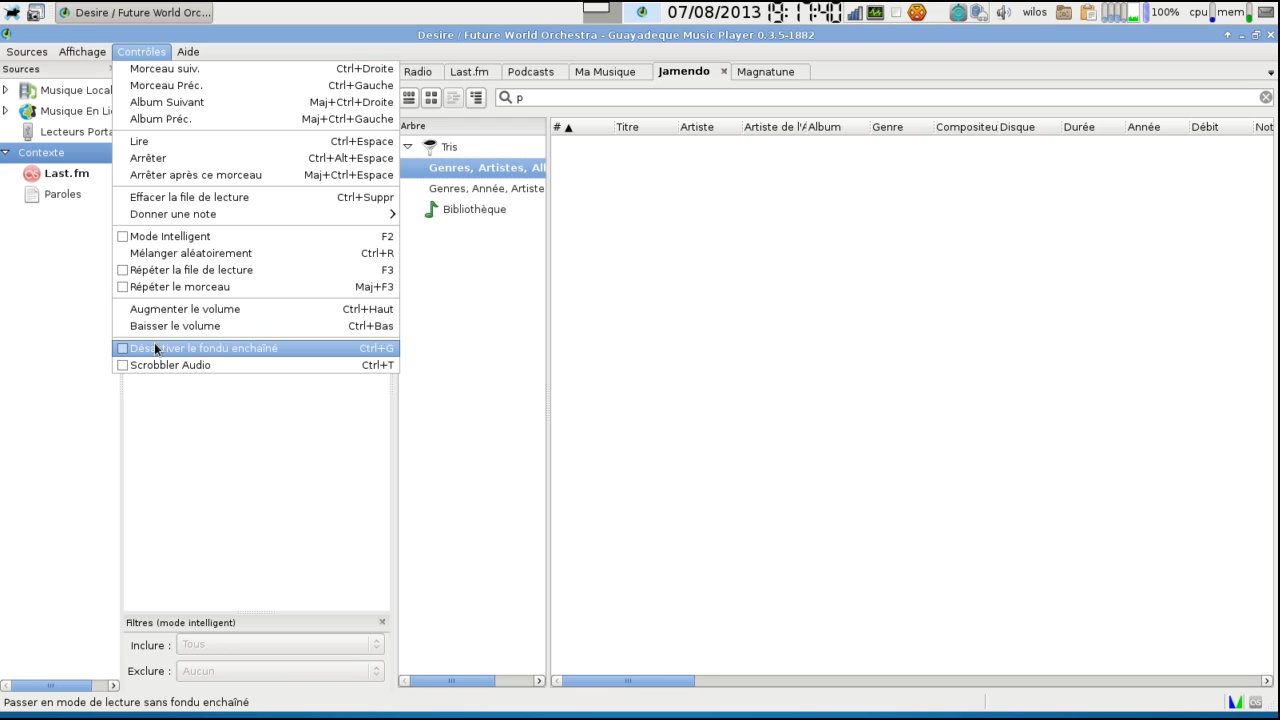 Desire / Future World Orc...
07/08/2013 19:17:40
wilos
100%
cpu
mem
Desire / Future World Orchestra - Guayadeque Music Player 0.3.5-1882
Sources Affichage Contrôles Aide
Sources
Musique Local
Musique En Li
Lecteurs Porta
Contexte
Last.fm
Paroles
Morceau suiv. Ctrl+Droite
Morceau Préc. Ctrl+Gauche
Album Suivant Maj+Ctrl+Droite
Album Préc. Maj+Ctrl+Gauche
Lire Ctrl+Espace
Arrêter Ctrl+Alt+Espace
Arrêter après ce morceau Maj+Ctrl+Espace
Effacer la file de lecture Ctrl+Suppr
Donner une note
Mode Intelligent F2
Mélanger aléatoirement Ctrl+R
Répéter la file de lecture F3
Répéter le morceau Maj+F3
Augmenter le volume Ctrl+Haut
Baisser le volume Ctrl+Bas
Désactiver le fondu enchaîné Ctrl+G
Scrobbler Audio Ctrl+T
Filtres (mode intelligent)
Inclure : Tous
Exclure : Aucun
Radio Last.fm Podcasts Ma Musique Jamendo Magnatune
p
Arbre
Tris
Genres, Artistes, All
Genres, Année, Artiste
Bibliothèque
# Titre Artiste Artiste de l'A Album Genre Compositeu Disque Durée Année Débit Not
Passer en mode de lecture sans fondu enchaîné